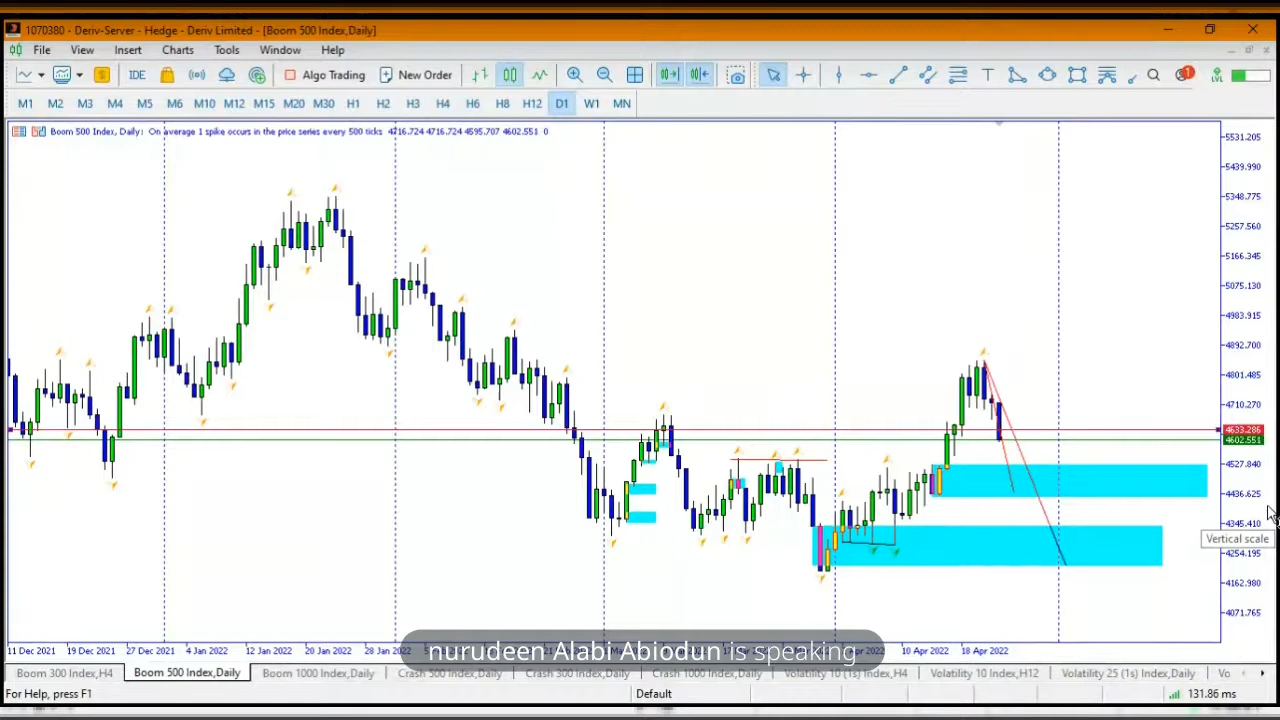 1070380 - Deriv-Server - Hedge - Deriv Limited - [Boom 500 Index,Daily]
File View Insert Charts Tools Window Help
IDE Algo Trading New Order 1
M1 M2 M3 M4 M5 M6 M10 M12 M15 M20 M30 H1 H2 H3 H4 H6 H8 H12 D1 W1 MN
Boom 500 Index, Daily: On average 1 spike occurs in the price series every 500 ticks 4716.724 4716.724 4595.707 4602.551 0
5531.205
5439.990
5348.775
5257.560
5166.345
5075.130
4983.915
4892.700
4801.485
4710.270
4633.286
4602.551
4527.840
4436.625
4345.410
Vertical scale
4254.195
4162.980
4071.765
11 Dec 2021 19 Dec 2021 27 Dec 2021 4 Jan 2022 12 Jan 2022 20 Jan 2022 28 Jan 2022 10 Apr 2022 18 Apr 2022
nurudeen Alabi Abiodun is speaking
Boom 300 Index,H4 Boom 500 Index,Daily Boom 1000 Index,Daily Crash 500 Index,Daily Crash 300 Index,Daily Crash 1000 Index,Daily Volatility 10 (1s) Index,H4 Volatility 10 Index,H12 Volatility 25 (1s) Index,Daily Vo
For Help, press F1 Default 131.86 ms